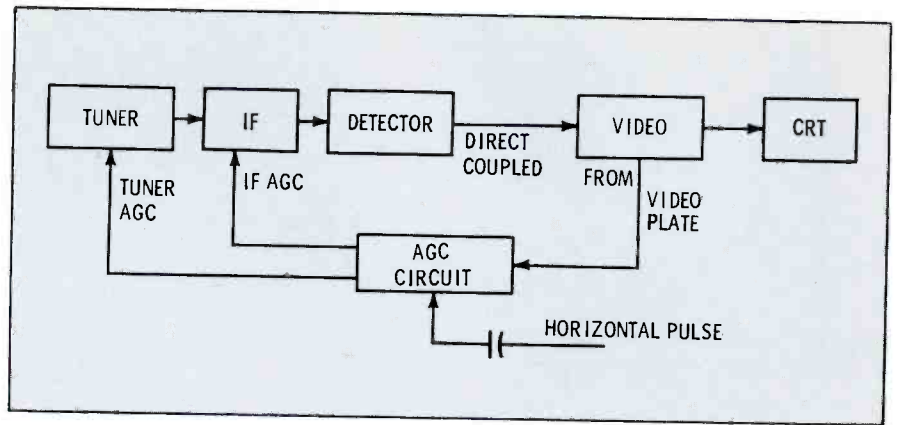 TUNER
IF
DETECTOR
DIRECT
COUPLED
VIDEO
CRT
TUNER
AGC
IF AGC
FROM
VIDEO
PLATE
AGC
CIRCUIT
HORIZONTAL PULSE